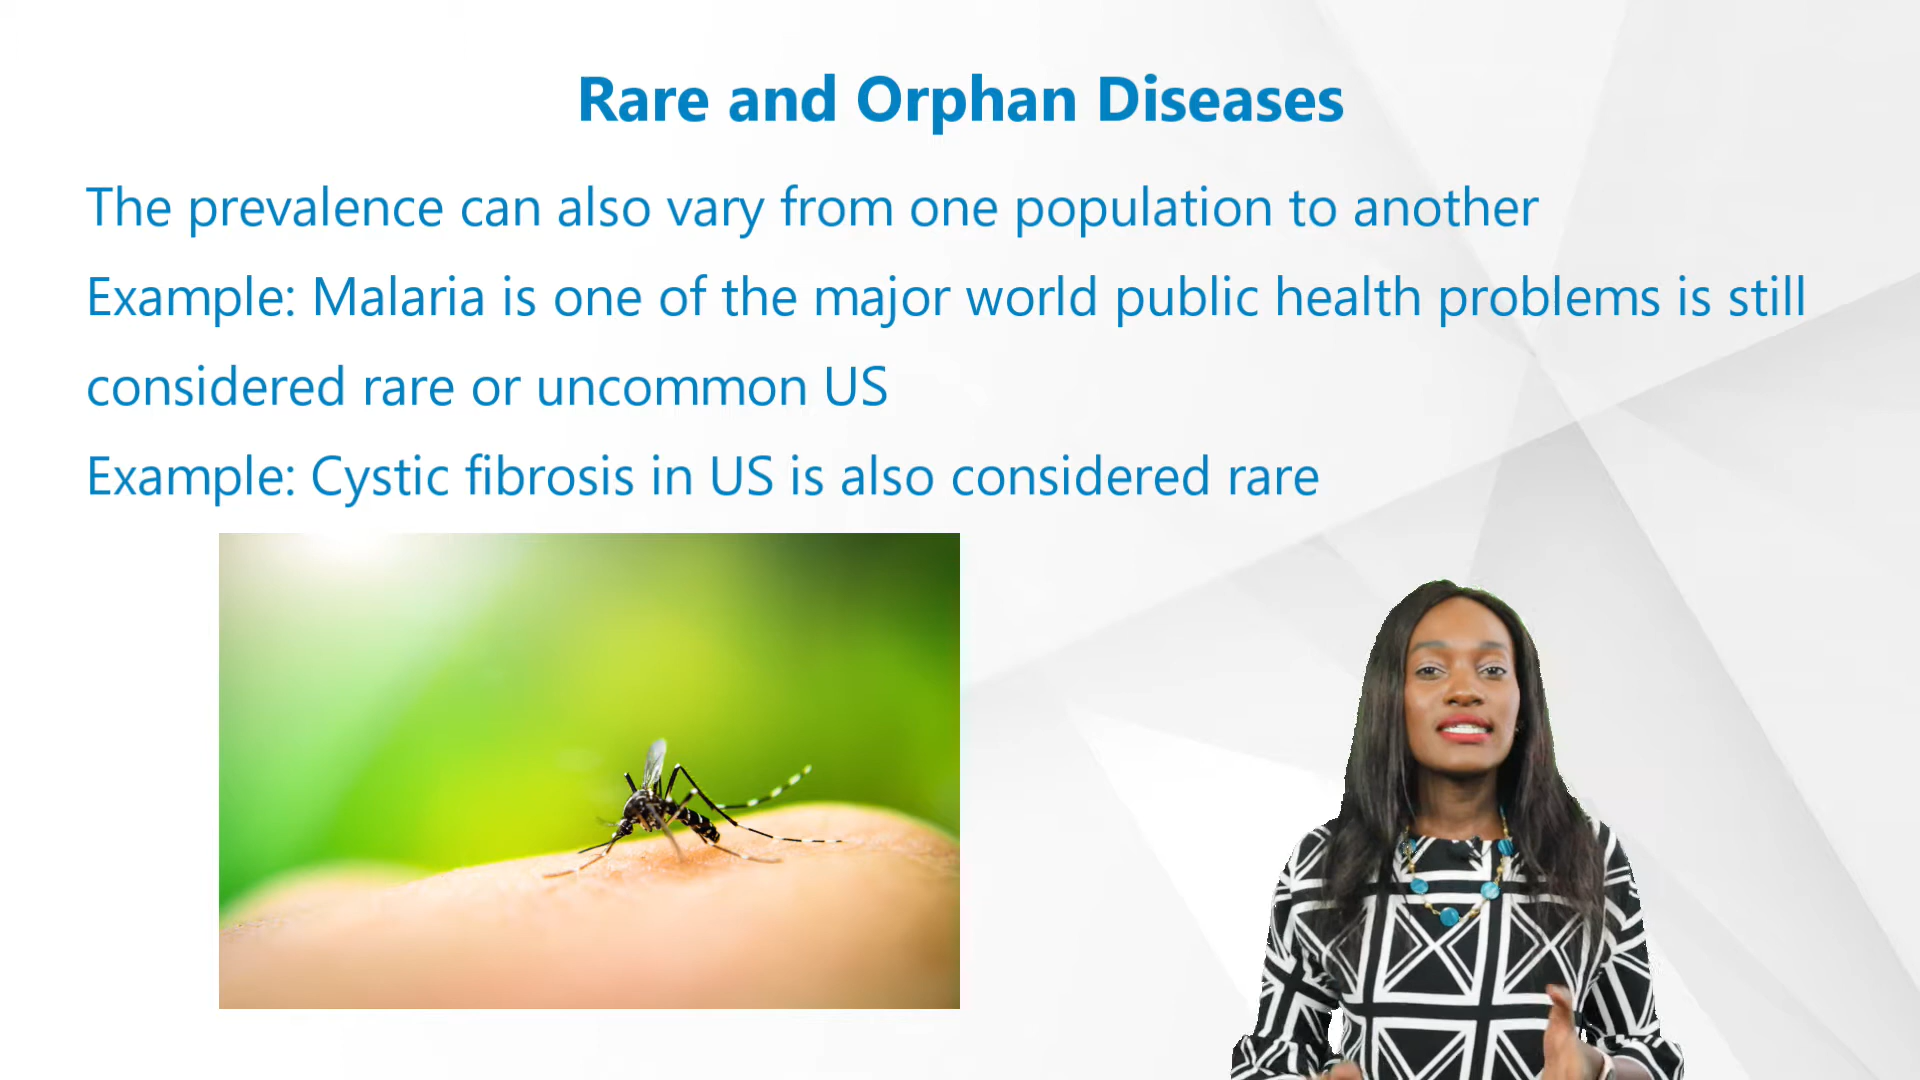 Rare and Orphan Diseases
The prevalence can also vary from one population to another
Example: Malaria is one of the major world public health problems is still
considered rare or uncommon US
Example: Cystic fibrosis in US is also considered rare